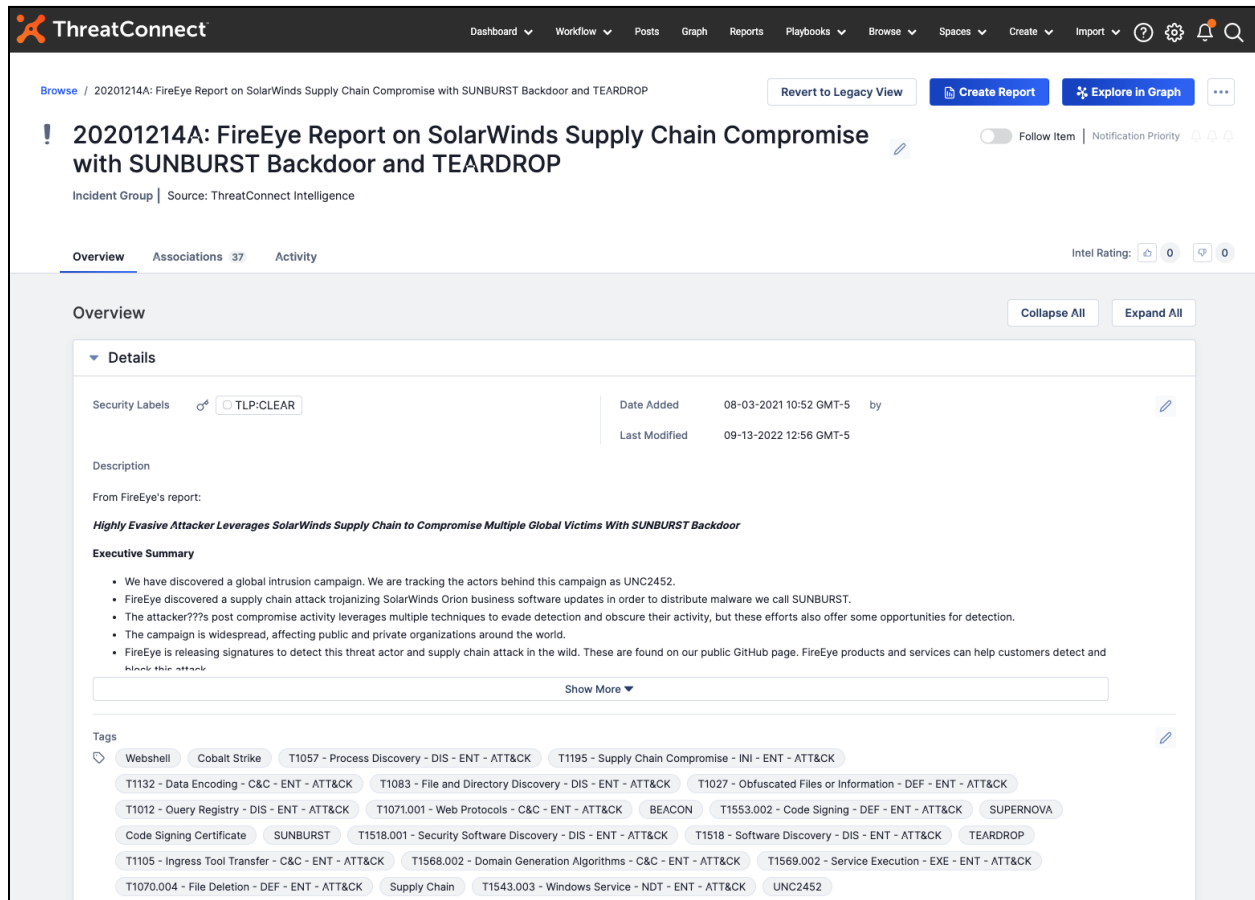 ThreatConnect
Dashboard Workflow Posts Graph Reports Playbooks Browse Spaces Create Import
Browse / 20201214A: FireEye Report on SolarWinds Supply Chain Compromise with SUNBURST Backdoor and TEARDROP
Revert to Legacy View Create Report Explore in Graph
20201214A: FireEye Report on SolarWinds Supply Chain Compromise
with SUNBURST Backdoor and TEARDROP
Follow Item | Notification Priority
Incident Group | Source: ThreatConnect Intelligence
Overview Associations 37 Activity
Intel Rating: 0 0
Overview
Collapse All Expand All
Details
Security Labels TLP:CLEAR
Date Added 08-03-2021 10:52 GMT-5 by
Last Modified 09-13-2022 12:56 GMT-5
Description
From FireEye's report:
Highly Evasive Attacker Leverages SolarWinds Supply Chain to Compromise Multiple Global Victims With SUNBURST Backdoor
Executive Summary
• We have discovered a global intrusion campaign. We are tracking the actors behind this campaign as UNC2452.
• FireEye discovered a supply chain attack trojanizing SolarWinds Orion business software updates in order to distribute malware we call SUNBURST.
• The attacker???s post compromise activity leverages multiple techniques to evade detection and obscure their activity, but these efforts also offer some opportunities for detection.
• The campaign is widespread, affecting public and private organizations around the world.
• FireEye is releasing signatures to detect this threat actor and supply chain attack in the wild. These are found on our public GitHub page. FireEye products and services can help customers detect and
block this attack
Show More
Tags
Webshell Cobalt Strike T1057 - Process Discovery - DIS - ENT - ATT&CK T1195 - Supply Chain Compromise - INI - ENT - ATT&CK
T1132 - Data Encoding - C&C - ENT - ATT&CK T1083 - File and Directory Discovery - DIS - ENT - ATT&CK T1027 - Obfuscated Files or Information - DEF - ENT - ATT&CK
T1012 - Query Registry - DIS - ENT - ATT&CK T1071.001 - Web Protocols - C&C - ENT - ATT&CK BEACON T1553.002 - Code Signing - DEF - ENT - ATT&CK SUPERNOVA
Code Signing Certificate SUNBURST T1518.001 - Security Software Discovery - DIS - ENT - ATT&CK T1518 - Software Discovery - DIS - ENT - ATT&CK TEARDROP
T1105 - Ingress Tool Transfer - C&C - ENT - ATT&CK T1568.002 - Domain Generation Algorithms - C&C - ENT - ATT&CK T1569.002 - Service Execution - EXE - ENT - ATT&CK
T1070.004 - File Deletion - DEF - ENT - ATT&CK Supply Chain T1543.003 - Windows Service - NDT - ENT - ATT&CK UNC2452